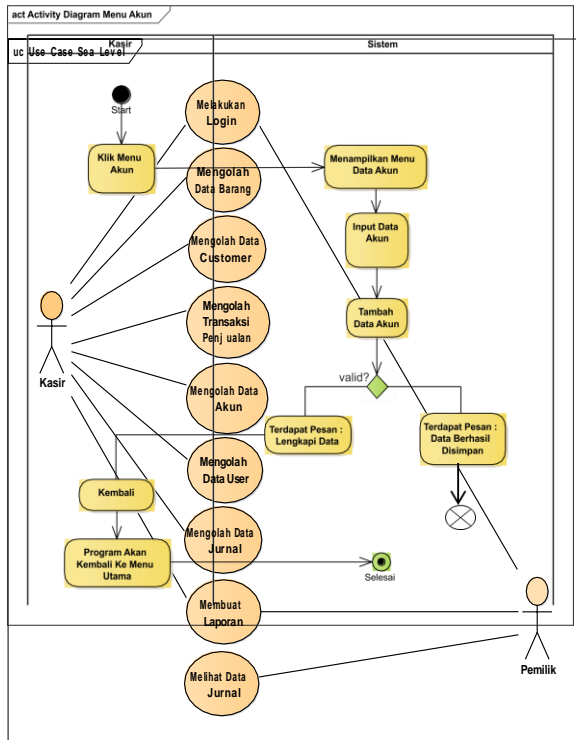 act Activity Diagram Menu Akun
uc Use Case Sea Level
Kasir
Sistem
Start
Klik Menu
Akun
Menampilkan Menu
Data Akun
Input Data
Akun
Tambah
Data Akun
valid?
Terdapat Pesan :
Lengkapi Data
Terdapat Pesan :
Data Berhasil
Disimpan
Kembali
Program Akan
Kembali Ke Menu
Utama
Selesai
Melakukan
Login
Mengolah
Data Barang
Mengolah Data
Customer
Mengolah
Transaksi
Penjualan
Mengolah Data
Akun
Mengolah
Data User
Mengolah Data
Jurnal
Membuat
Laporan
Melihat Data
Jurnal
Kasir
Pemilik